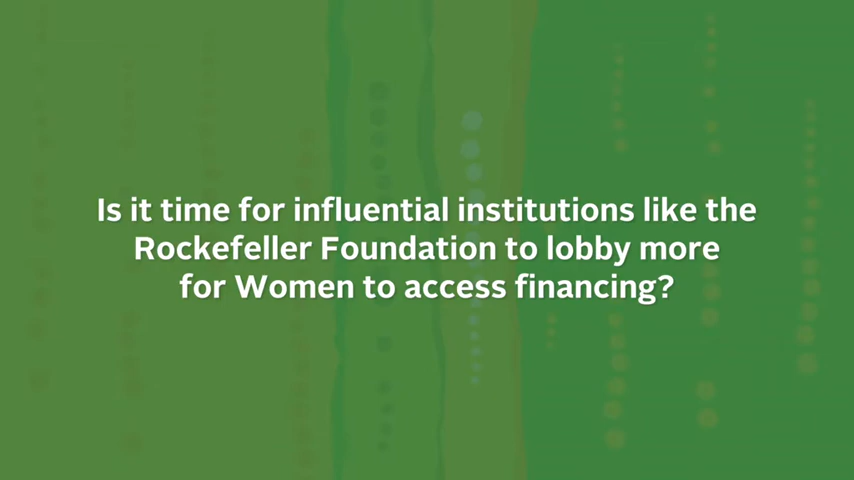 Is it time for influential institutions like the
Rockefeller Foundation to lobby more
for Women to access financing?